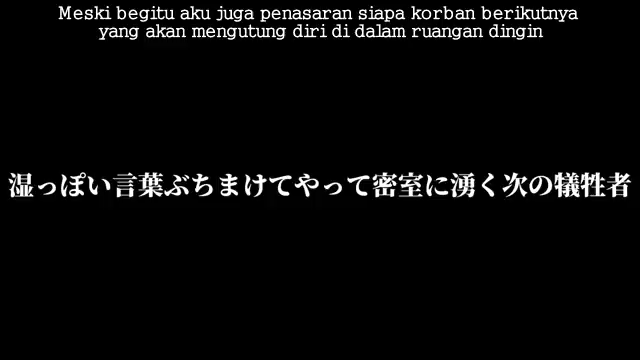 Meski begitu aku juga penasaran siapa korban berikutnya
yang akan mengutung diri di dalam ruangan dingin
湿っぽい言葉ぶちまけてやって密室に湧く次の犠牲者